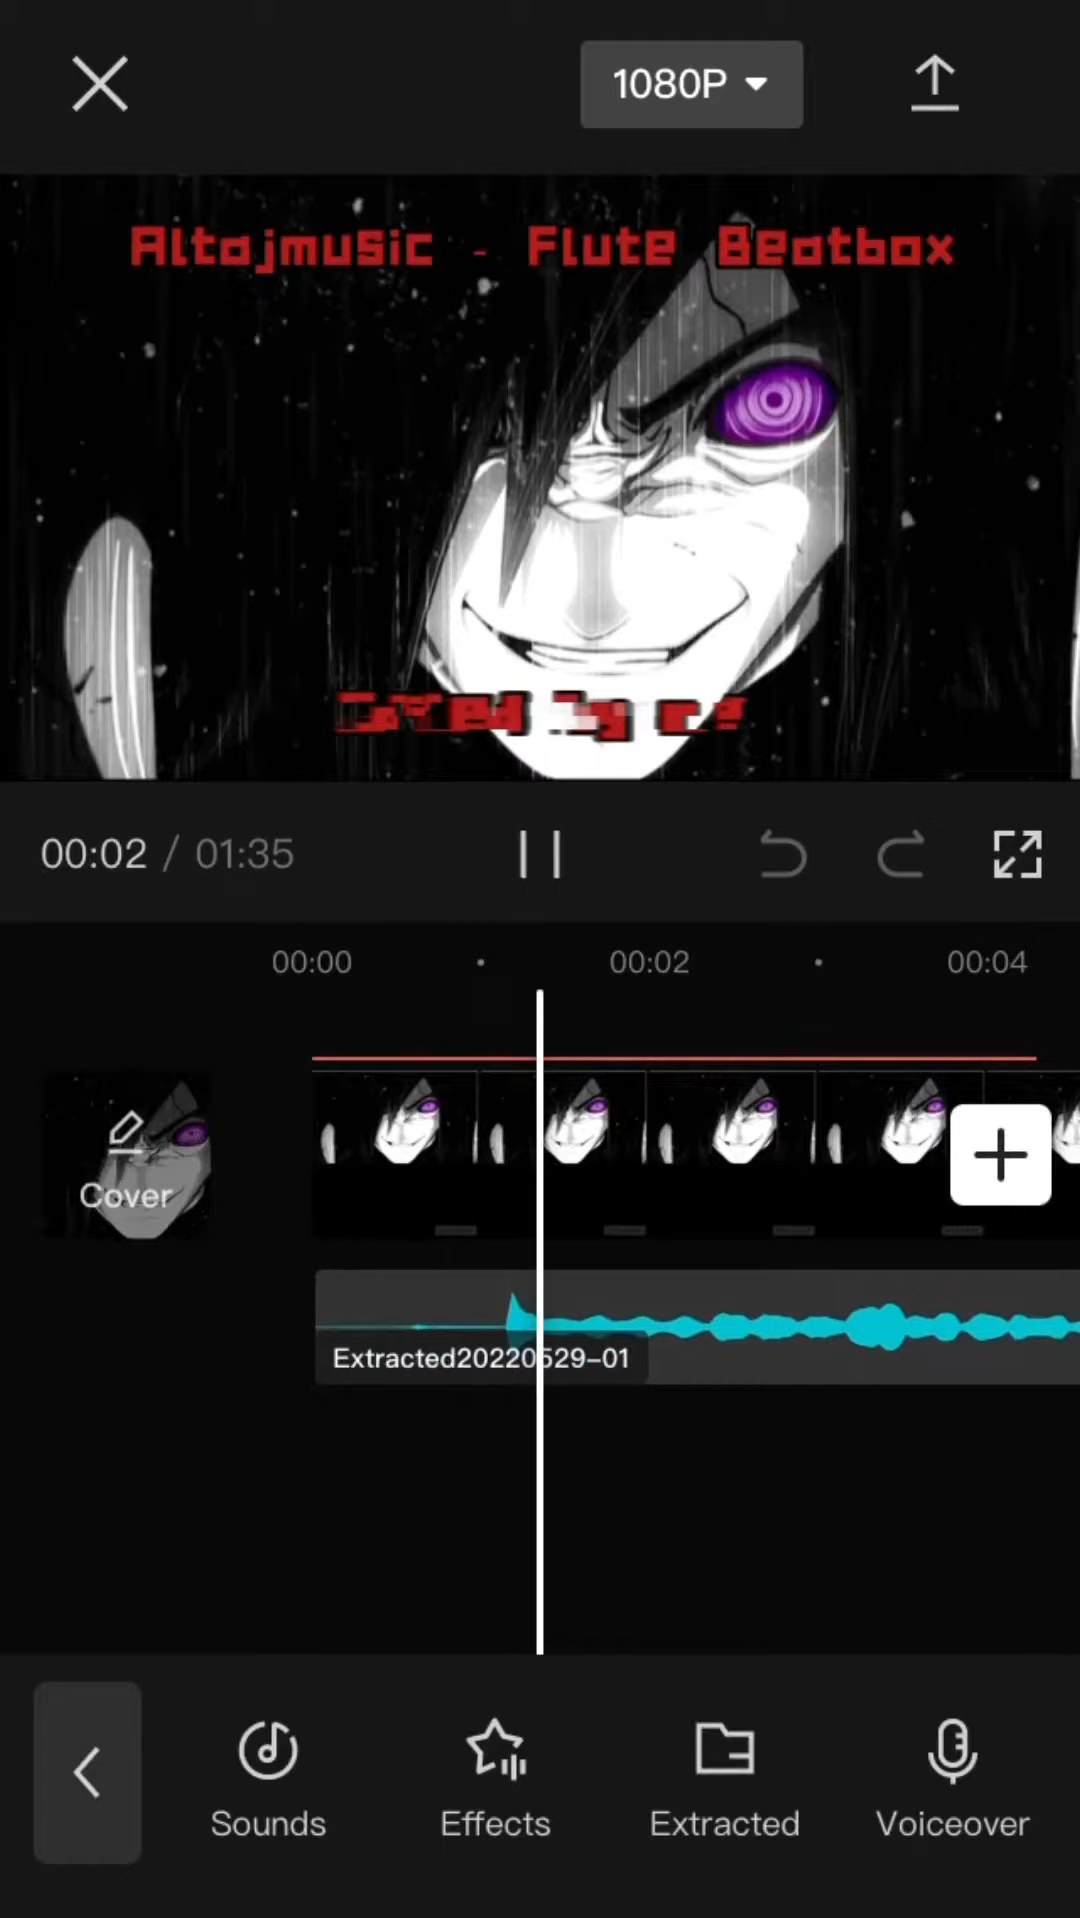 1080P
Altajmusic - Flute Beatbox
00:02 / 01:35
00:00 00:02 00:04
Cover
Extracted20220529-01
Sounds Effects Extracted Voiceover